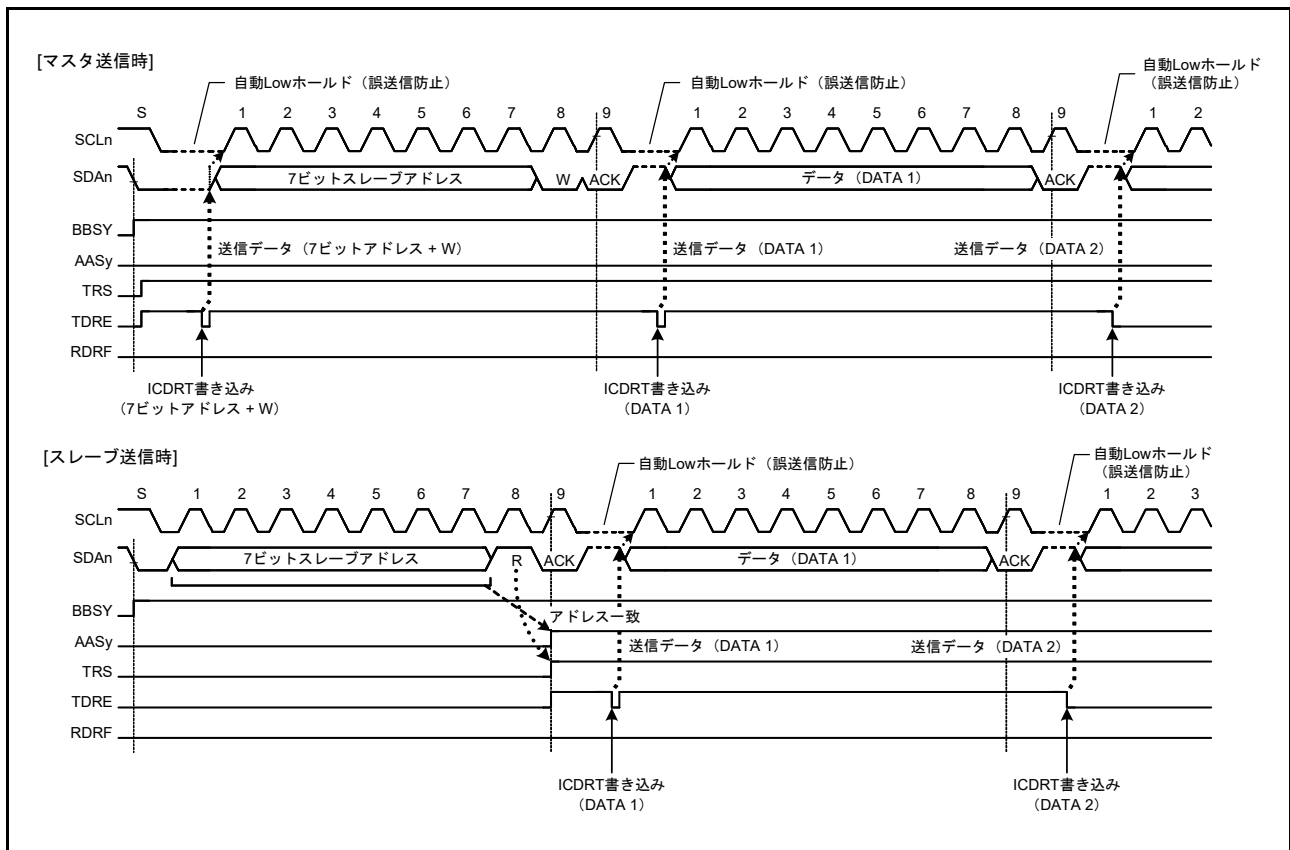 [マスタ送信時]
自動Lowホールド（誤送信防止）
自動Lowホールド（誤送信防止）
自動Lowホールド
（誤送信防止）
S 1 2 3 4 5 6 7 8 9 1 2 3 4 5 6 7 8 9 1 2
SCLn
SDAn 7ビットスレーブアドレス W ACK データ（DATA 1） ACK
BBSY
送信データ（7ビットアドレス + W） 送信データ（DATA 1） 送信データ（DATA 2）
AASy
TRS
TDRE
RDRF
ICDRT書き込み
（7ビットアドレス + W）
ICDRT書き込み
（DATA 1）
ICDRT書き込み
（DATA 2）
[スレーブ送信時]
自動Lowホールド（誤送信防止）
自動Lowホールド
（誤送信防止）
S 1 2 3 4 5 6 7 8 9 1 2 3 4 5 6 7 8 9 1 2 3
SCLn
SDAn 7ビットスレーブアドレス R ACK データ（DATA 1） ACK
BBSY
アドレス一致
AASy
送信データ（DATA 1） 送信データ（DATA 2）
TRS
TDRE
RDRF
ICDRT書き込み
（DATA 1）
ICDRT書き込み
（DATA 2）